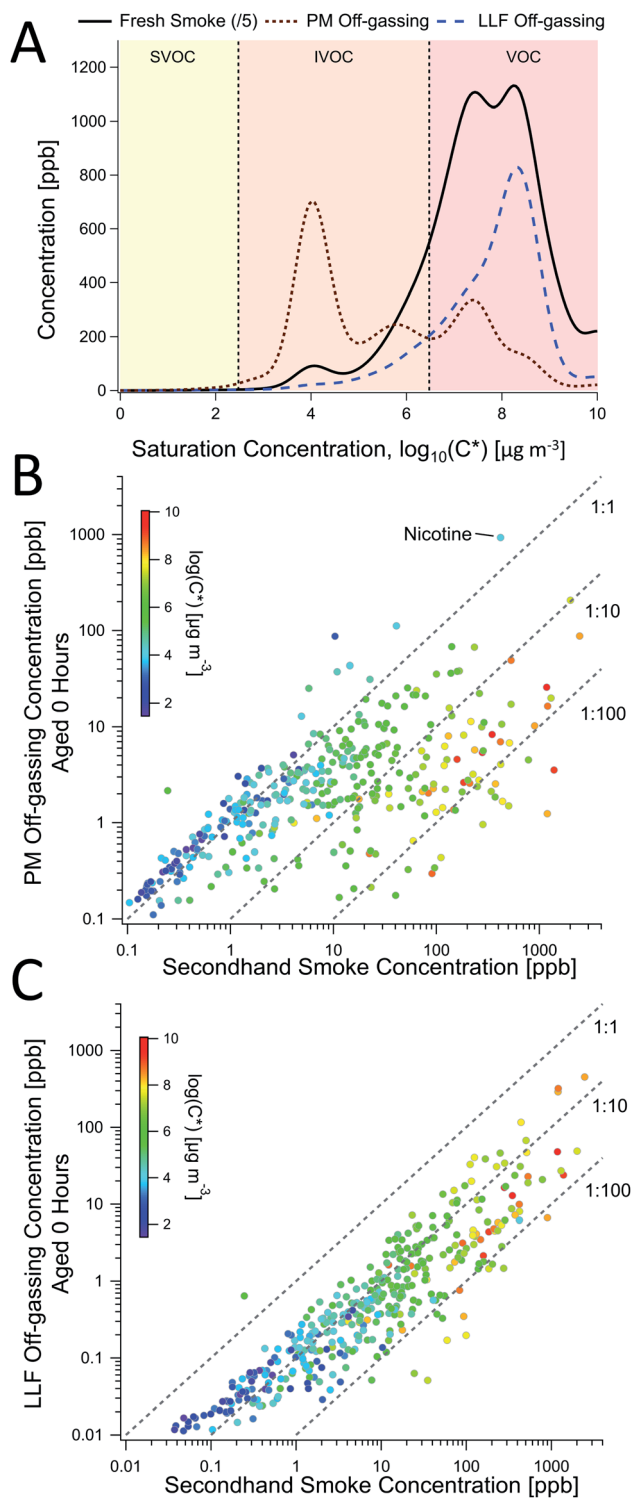 Fresh Smoke (/5) PM Off-gassing LLF Off-gassing
A
SVOC IVOC VOC
1200
1000
800
600
400
200
0
Concentration [ppb]
0 2 4 6 8 10
Saturation Concentration, log10(C*) [µg m-3]
B
1000
100
10
1
0.1
PM Off-gassing Concentration [ppb]
Aged 0 Hours
10
8
6
4
2
log(C*) [µg m-3]
Nicotine
1:1
1:10
1:100
0.1 1 10 100 1000
Secondhand Smoke Concentration [ppb]
C
1000
100
10
1
0.1
0.01
LLF Off-gassing Concentration [ppb]
Aged 0 Hours
10
8
6
4
2
log(C*) [µg m-3]
1:1
1:10
1:100
0.01 0.1 1 10 100 1000
Secondhand Smoke Concentration [ppb]